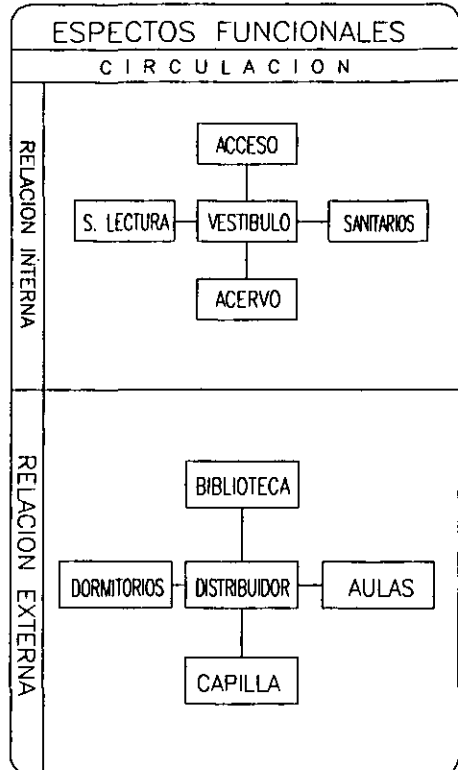 ESPECTOS FUNCIONALES
CIRCULACION
RELACION INTERNA
ACCESO
S. LECTURA
VESTIBULO
SANITARIOS
ACERVO
RELACION EXTERNA
BIBLIOTECA
DORMITORIOS
DISTRIBUIDOR
AULAS
CAPILLA